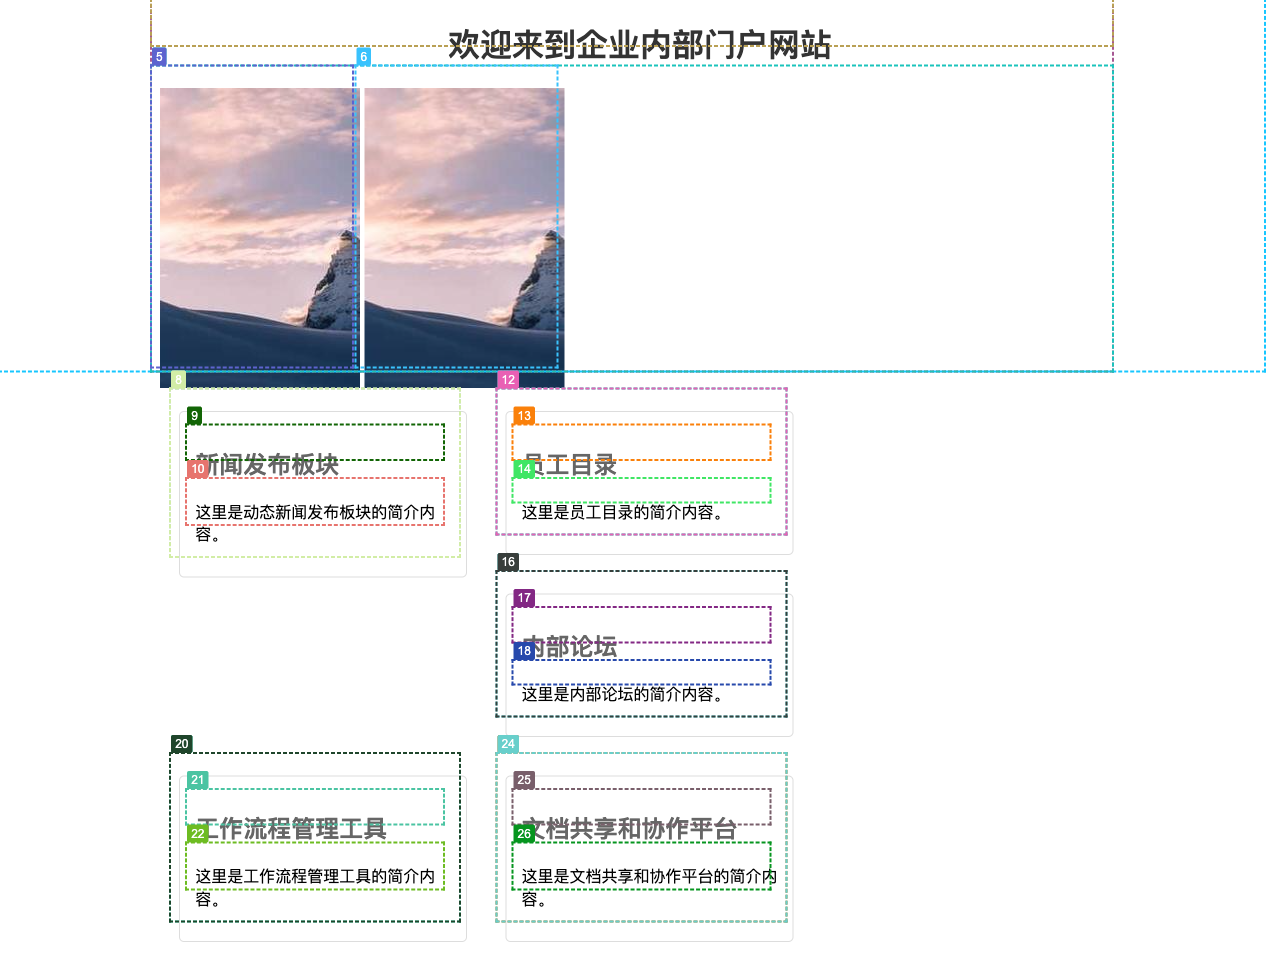 欢迎来到企业内部门户网站
5
6
8
12
9
13
新闻发布板块
员工目录
10
14
这里是动态新闻发布板块的简介内
容。
这里是员工目录的简介内容。
16
17
内部论坛
18
这里是内部论坛的简介内容。
20
24
21
25
工作流程管理工具
文档共享和协作平台
22
26
这里是工作流程管理工具的简介内
容。
这里是文档共享和协作平台的简介内
容。